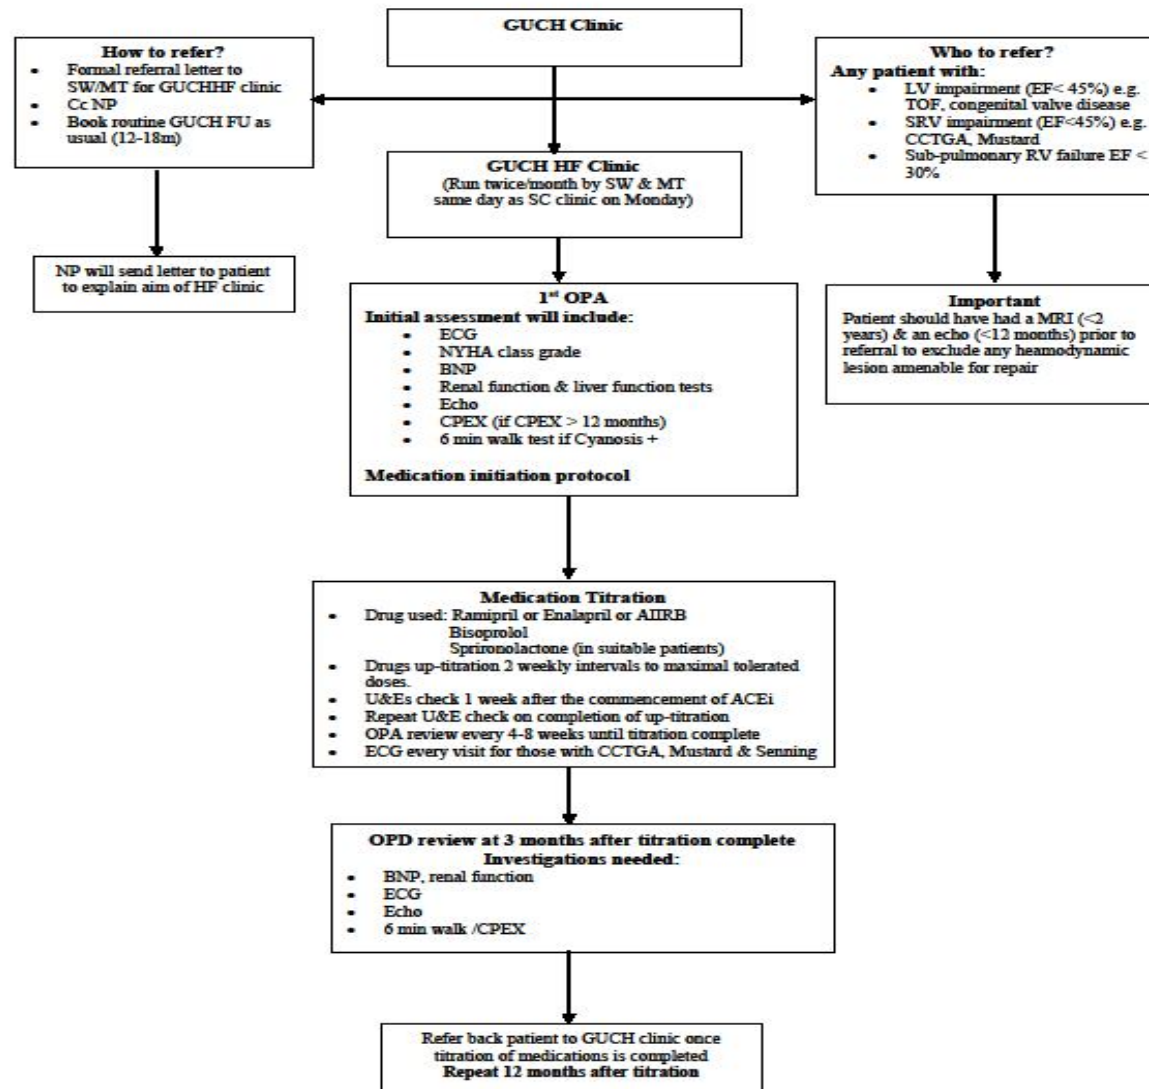 GUCH Clinic
How to refer?
• Formal referral letter to
SW/MT for GUCHHF clinic
• Cc NP
• Book routine GUCH FU as
usual (12-18m)
Who to refer?
Any patient with:
• LV impairment (EF< 45%) e.g.
TOF, congenital valve disease
• SRV impairment (EF<45%) e.g.
CCTGA, Mustard
• Sub-pulmonary RV failure EF <
30%
GUCH HF Clinic
(Run twice/month by SW & MT
same day as SC clinic on Monday)
NP will send letter to patient
to explain aim of HF clinic
Important
Patient should have had a MRI (<2
years) & an echo (<12 months) prior to
referral to exclude any heamodynamic
lesion amenable for repair
1st OPA
Initial assessment will include:
• ECG
• NYHA class grade
• BNP
• Renal function & liver function tests
• Echo
• CPEX (if CPEX > 12 months)
• 6 min walk test if Cyanosis +
Medication initiation protocol
Medication Titration
• Drug used: Ramipril or Enalapril or AIIRB
Bisoprolol
Sprironolactone (in suitable patients)
• Drugs up-titration 2 weekly intervals to maximal tolerated
doses.
• U&Es check 1 week after the commencement of ACEi
• Repeat U&E check on completion of up-titration
• OPA review every 4-8 weeks until titration complete
• ECG every visit for those with CCTGA, Mustard & Senning
OPD review at 3 months after titration complete
Investigations needed:
• BNP, renal function
• ECG
• Echo
• 6 min walk /CPEX
Refer back patient to GUCH clinic once
titration of medications is completed
Repeat 12 months after titration